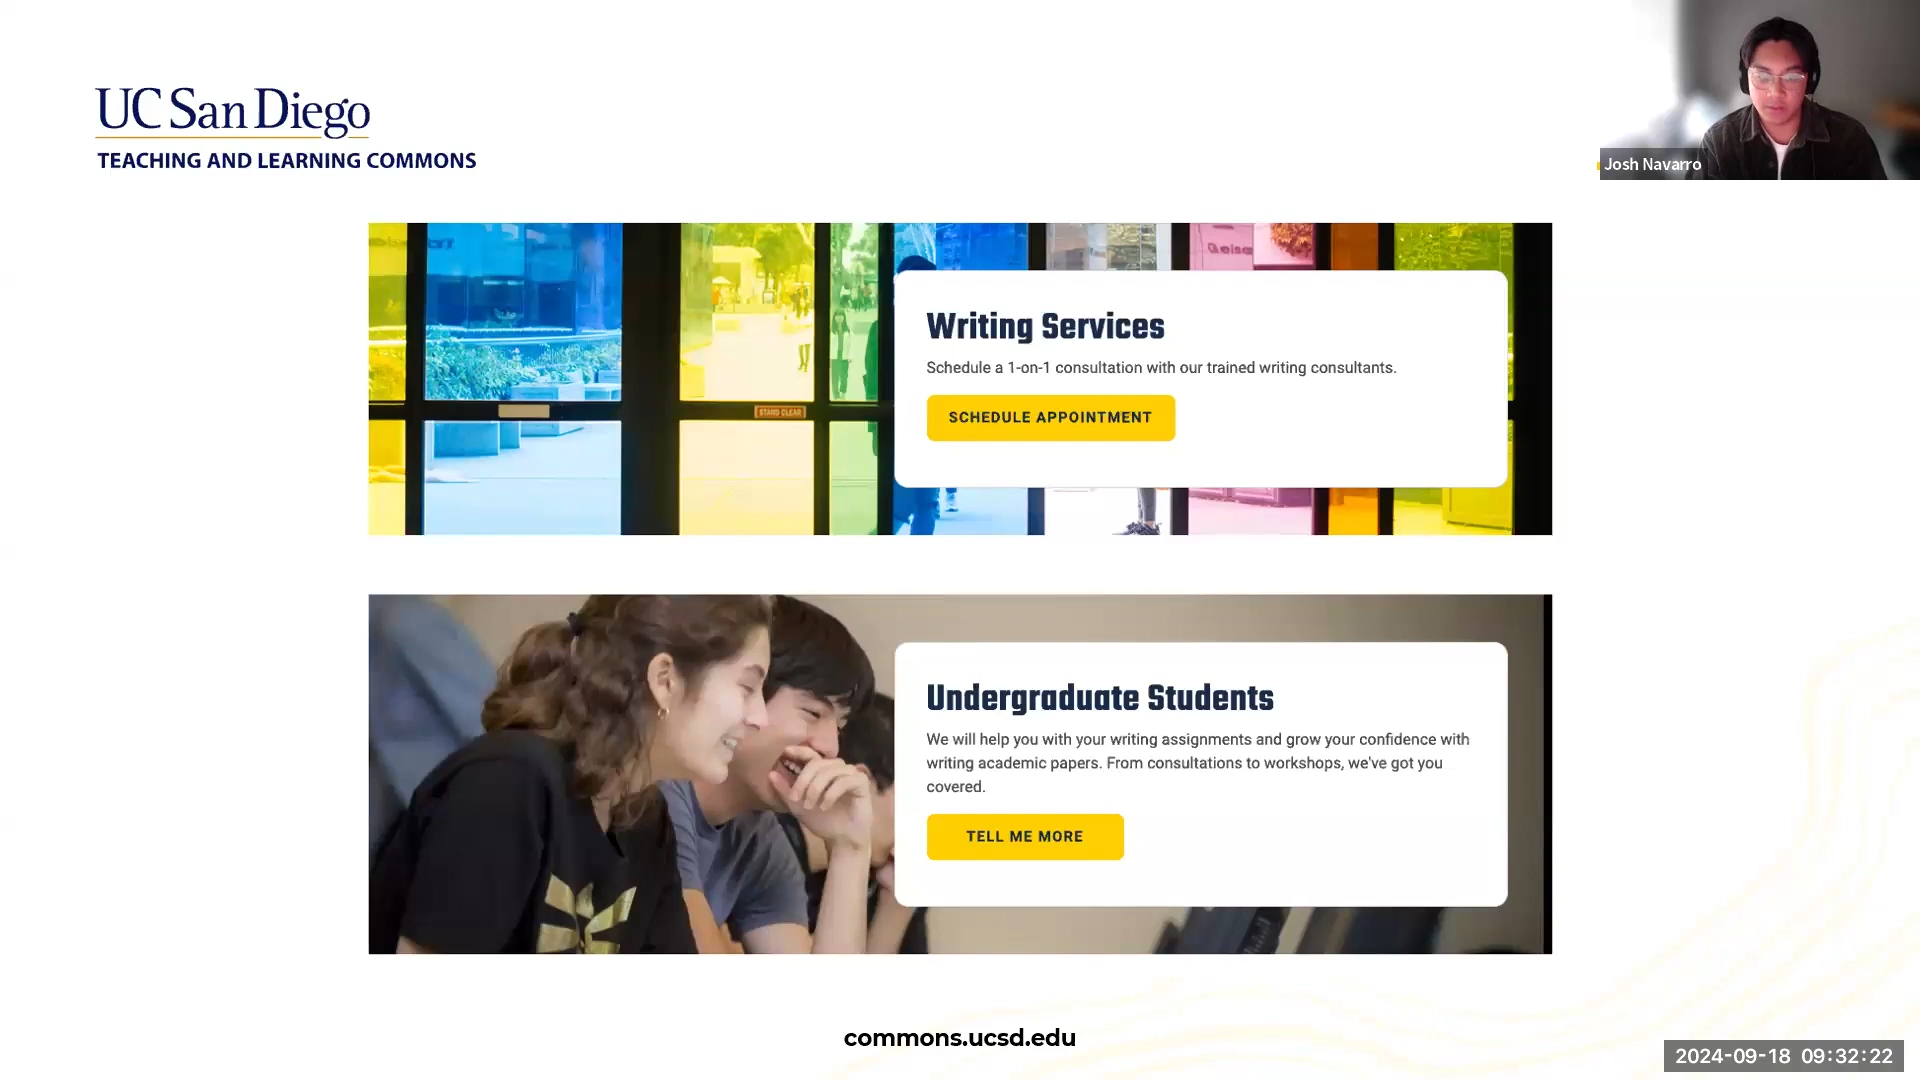 UC San Diego
TEACHING AND LEARNING COMMONS
Josh Navarro
STAND CLEAR
Writing Services
Schedule a 1-on-1 consultation with our trained writing consultants.
SCHEDULE APPOINTMENT
Undergraduate Students
We will help you with your writing assignments and grow your confidence with
writing academic papers. From consultations to workshops, we've got you
covered.
TELL ME MORE
commons.ucsd.edu
2024-09-18 09:32:22